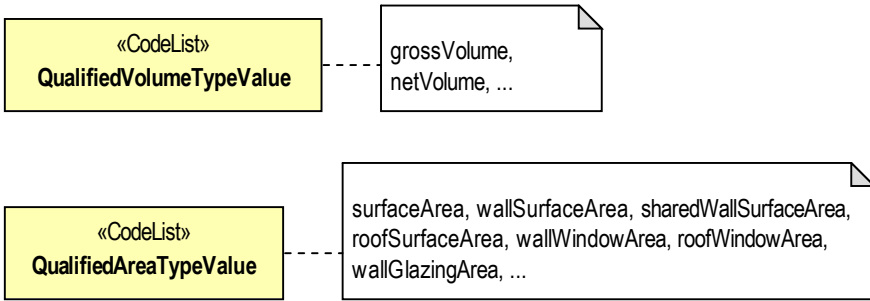 «CodeList»
QualifiedVolumeTypeValue
grossVolume,
netVolume, ...
«CodeList»
QualifiedAreaTypeValue
surfaceArea, wallSurfaceArea, sharedWallSurfaceArea,
roofSurfaceArea, wallWindowArea, roofWindowArea,
wallGlazingArea, ...